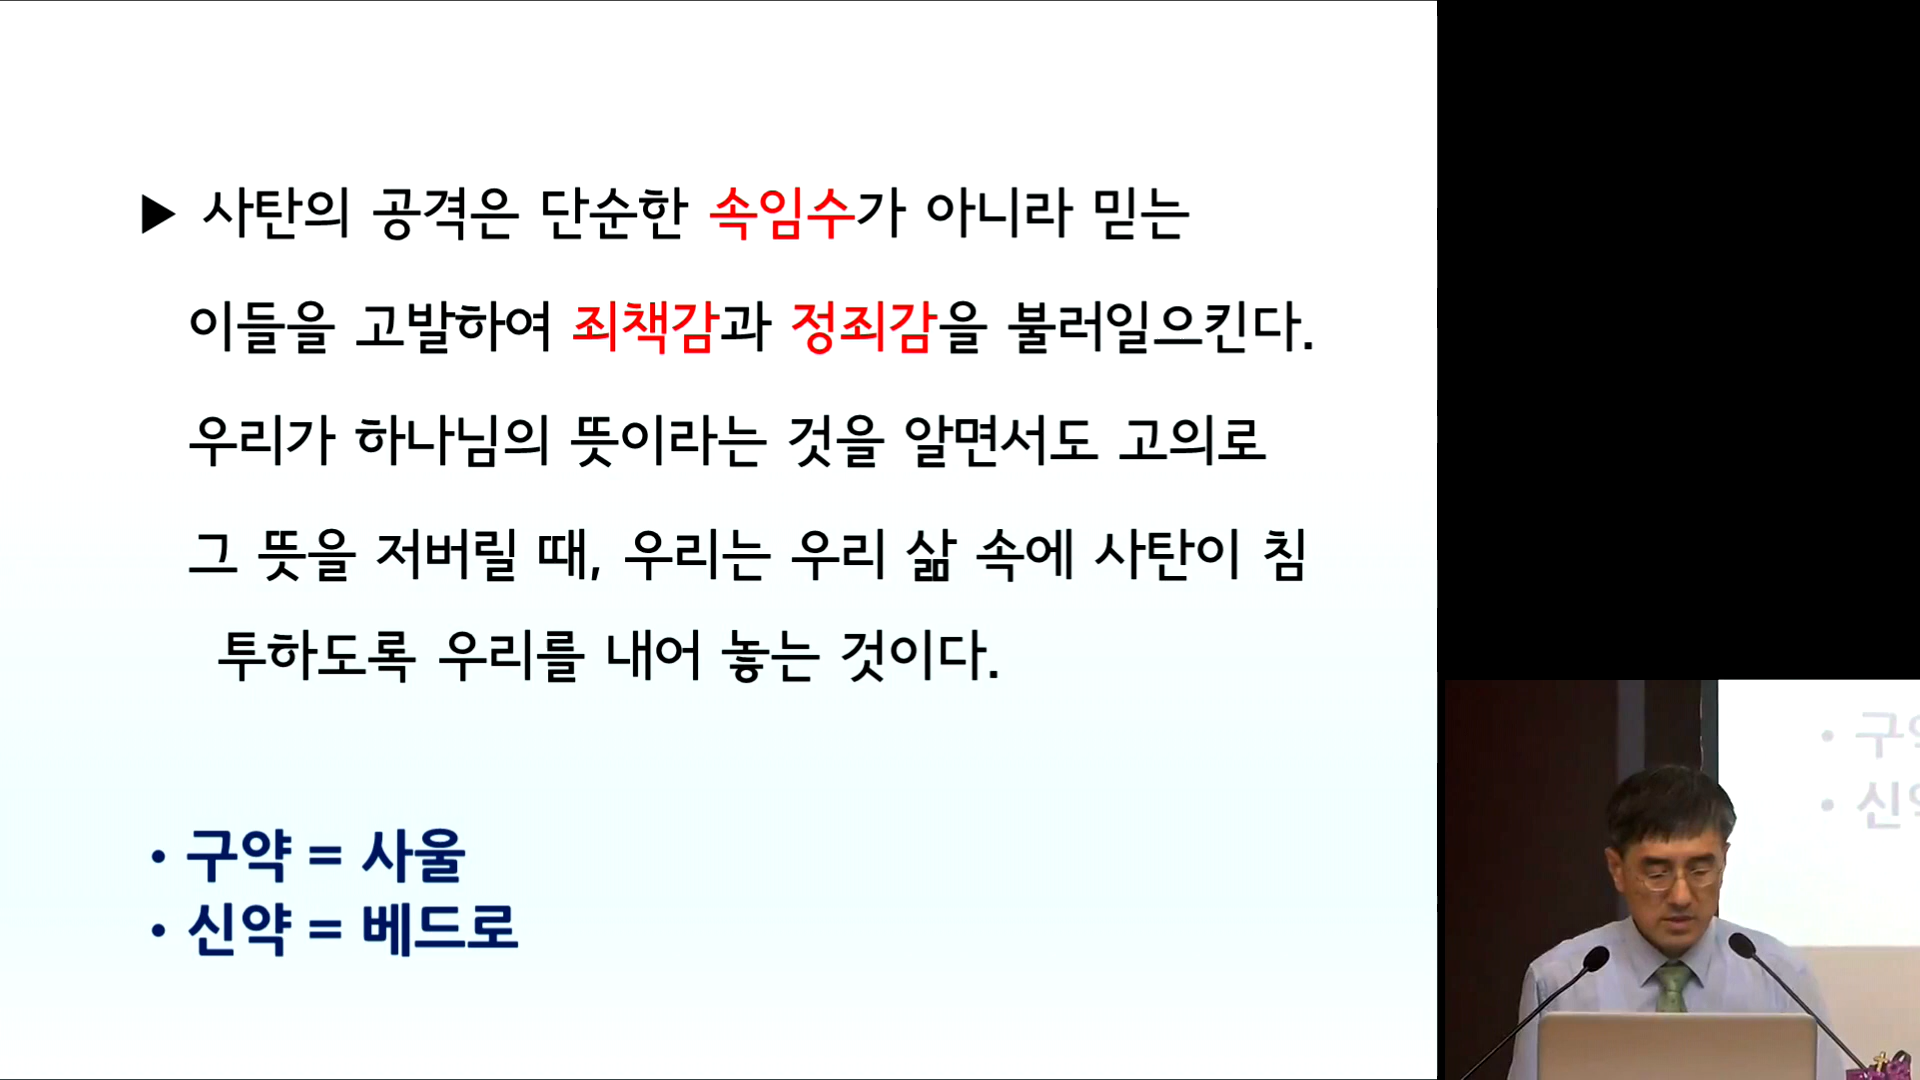 ▶ 사탄의 공격은 단순한 속임수가 아니라 믿는
이들을 고발하여 죄책감과 정죄감을 불러일으킨다.
우리가 하나님의 뜻이라는 것을 알면서도 고의로
그 뜻을 저버릴 때, 우리는 우리 삶 속에 사탄이 침
투하도록 우리를 내어 놓는 것이다.
• 구약 = 사울
• 신약 = 베드로
• 구
• 신